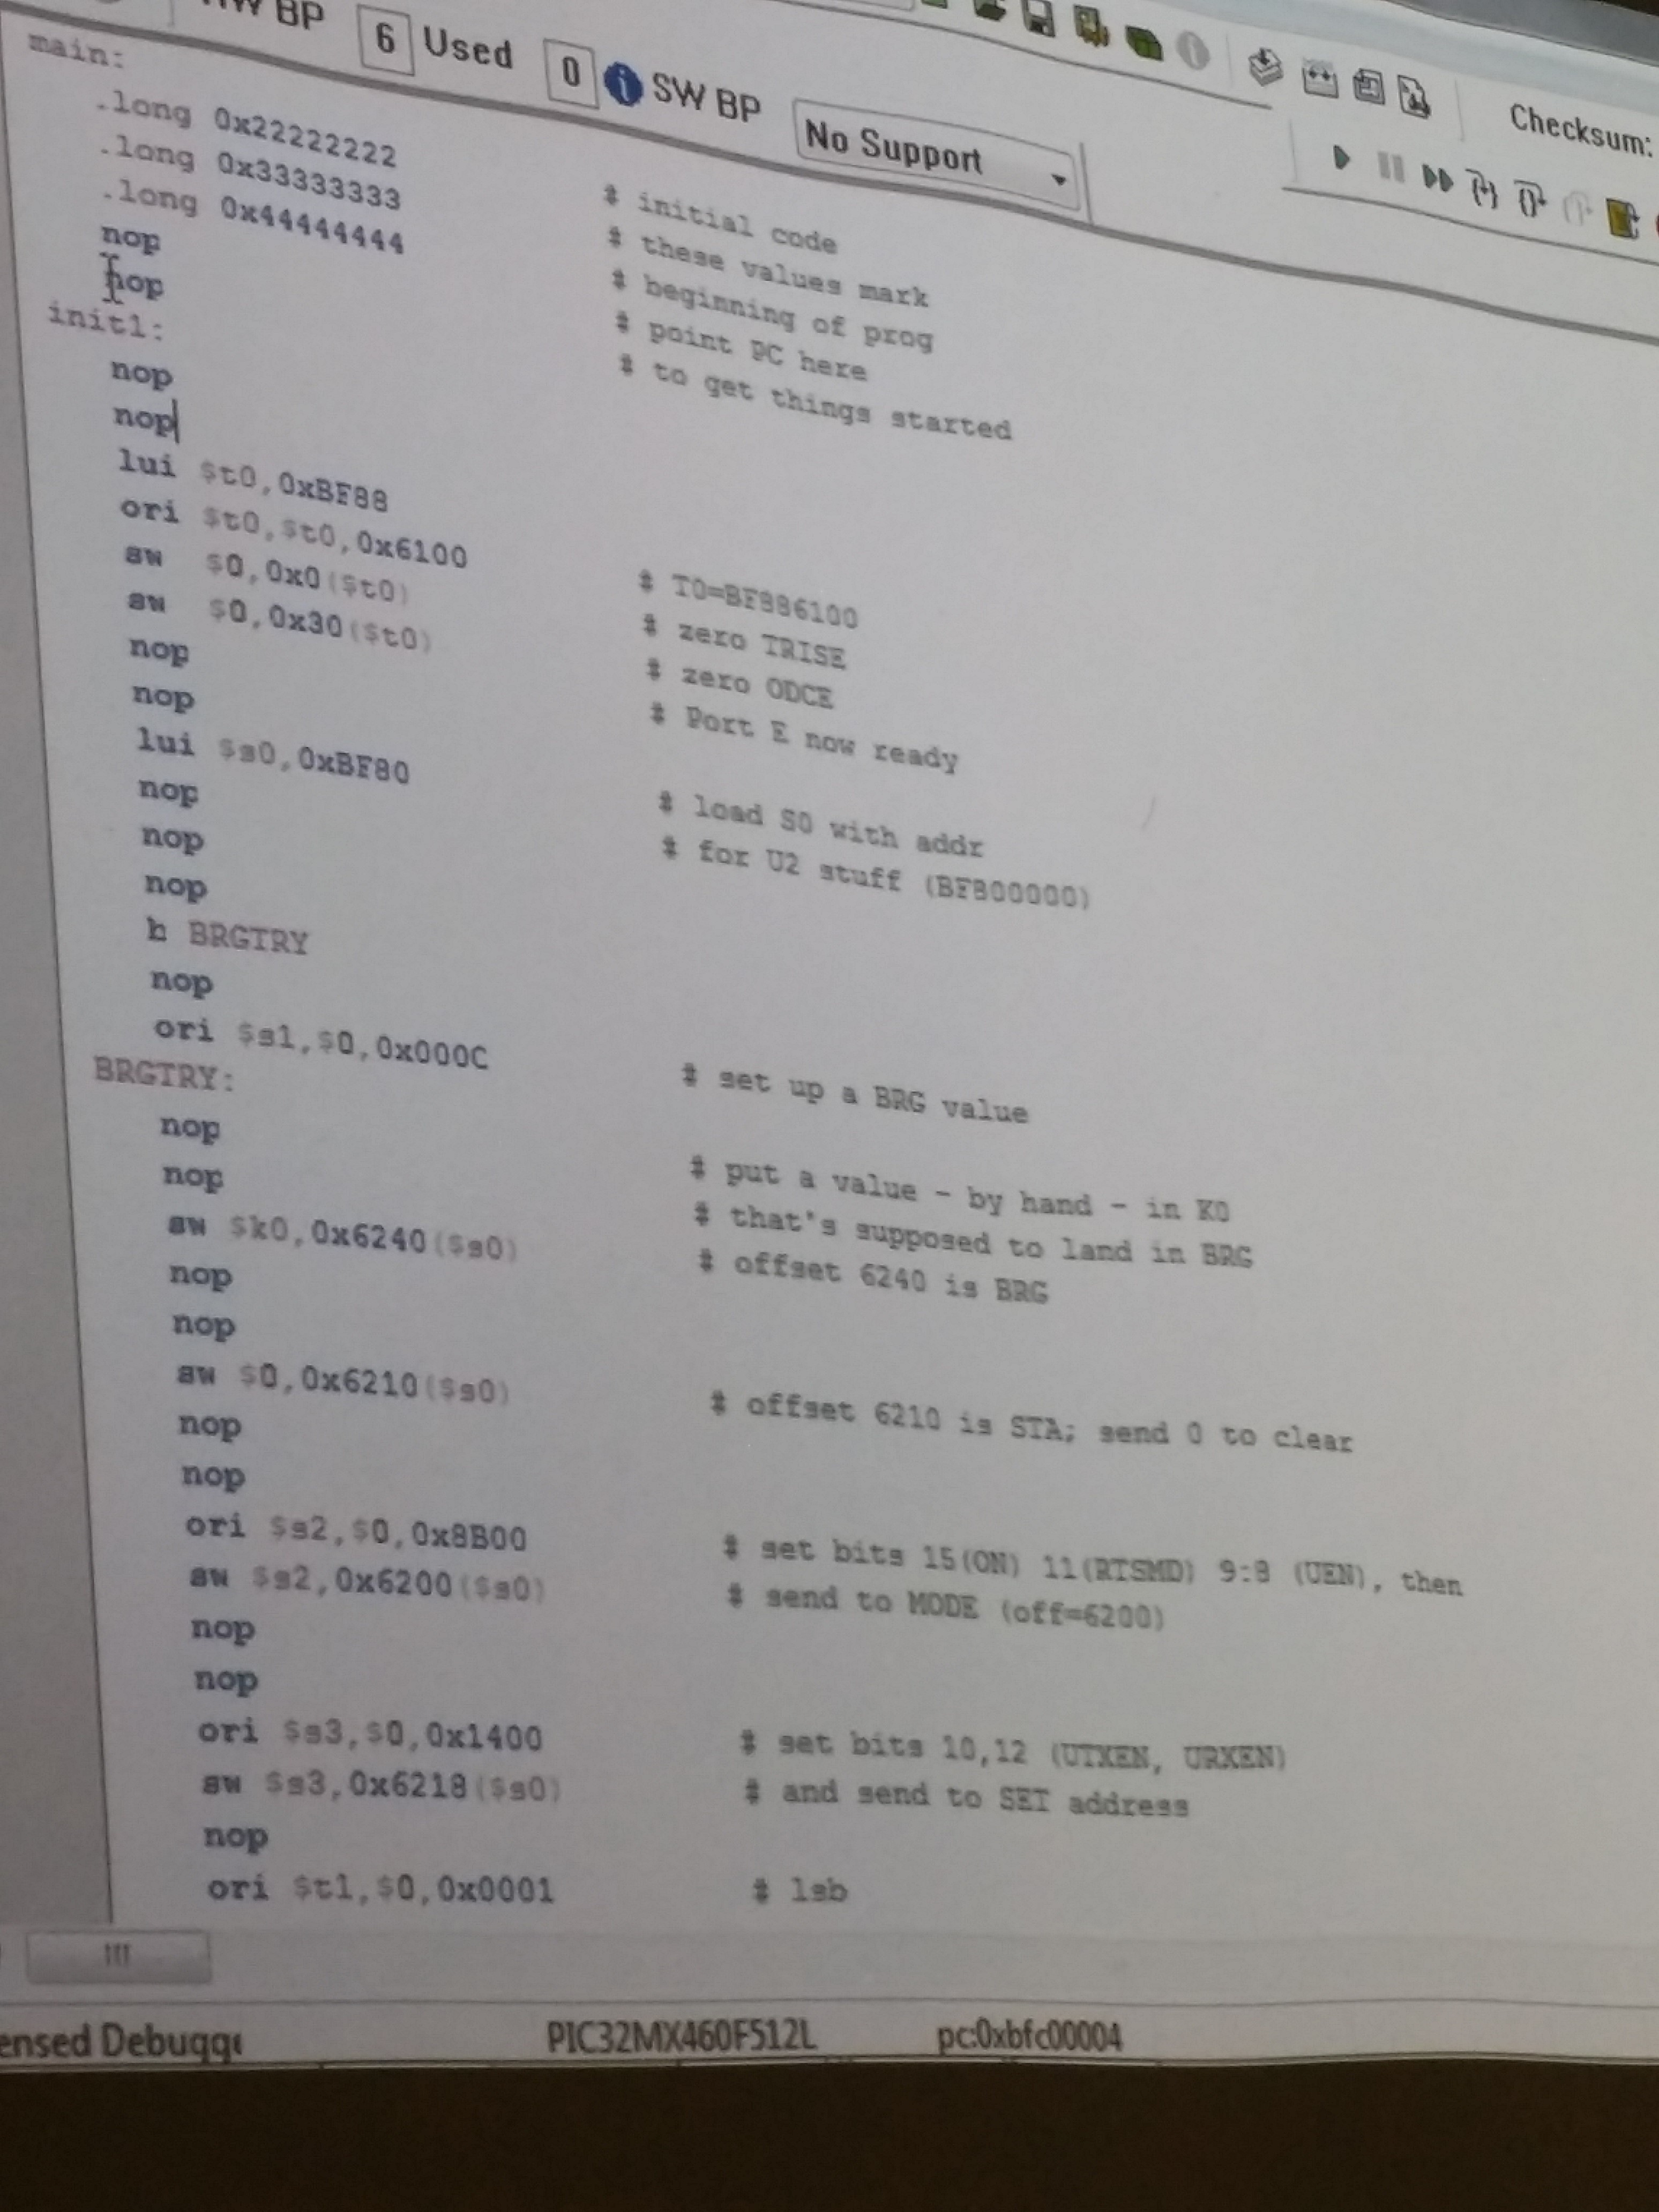 BP 6 Used 0 i SW BP No Support Checksum:
main:
.long 0x22222222 # initial code
.long 0x33333333 # these values mark
.long 0x44444444 # beginning of prog
nop # point PC here
nop # to get things started
init1:
nop
nop
lui $t0,0xBF88
ori $t0,$t0,0x6100 # T0=BF886100
sw $0,0x0($t0) # zero TRISE
sw $0,0x30($t0) # zero ODCE
nop # Port E now ready
nop
lui $s0,0xBF80 # load S0 with addr
nop # for U2 stuff (BF800000)
nop
nop
b BRGTRY
nop
ori $s1,$0,0x000C # set up a BRG value
BRGTRY:
nop # put a value - by hand - in K0
nop # that's supposed to land in BRG
sw $k0,0x6240($s0) # offset 6240 is BRG
nop
nop
sw $0,0x6210($s0) # offset 6210 is STA; send 0 to clear
nop
nop
ori $s2,$0,0x8B00 # set bits 15(ON) 11(RTSMD) 9:8 (UEN), then
sw $s2,0x6200($s0) # send to MODE (off=6200)
nop
nop
ori $s3,$0,0x1400 # set bits 10,12 (UTXEN, URXEN)
sw $s3,0x6218($s0) # and send to SET address
nop
ori $t1,$0,0x0001 # lsb
ensed Debugge PIC32MX460F512L pc:0xbfc00004